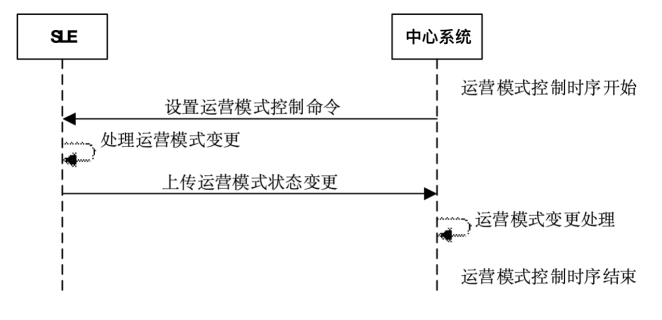 SLE
中心系统
运营模式控制时序开始
设置运营模式控制命令
处理运营模式变更
上传运营模式状态变更
运营模式变更处理
运营模式控制时序结束